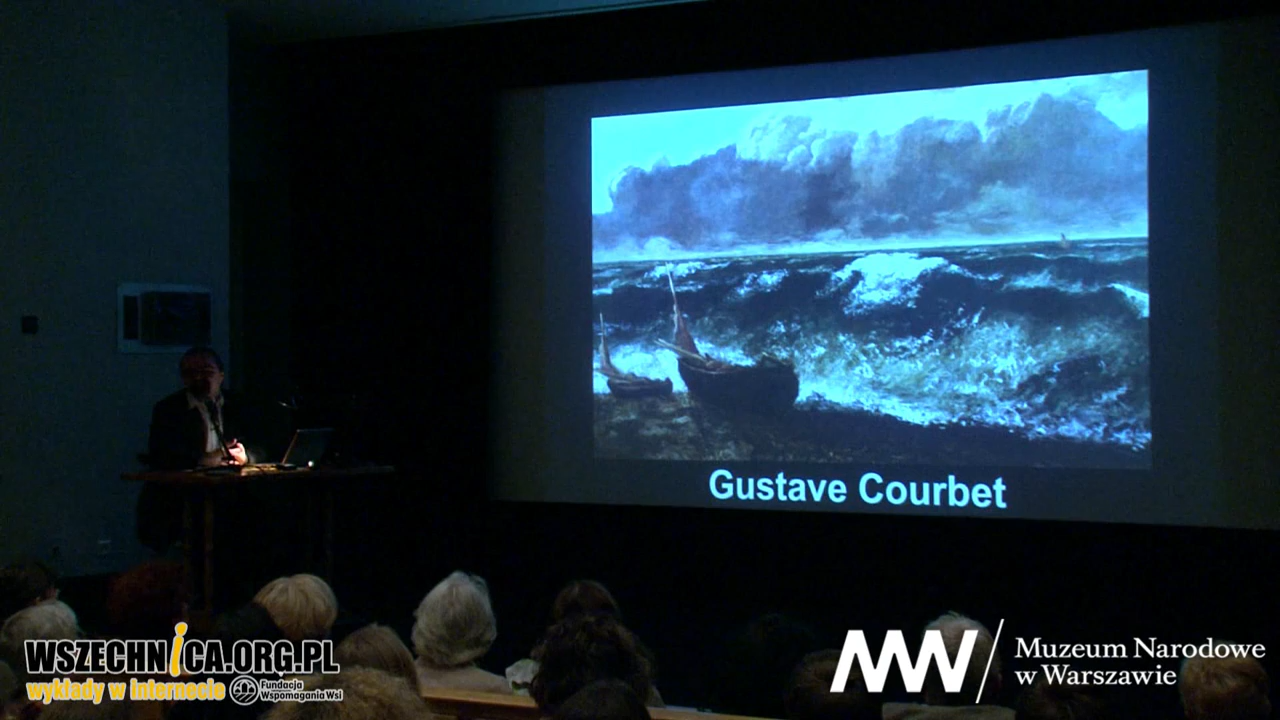 Gustave Courbet
WSZECHNICA.ORG.PL
wykłady w Internecie
Fundacja
Wspomagania Wsi
Muzeum Narodowe
w Warszawie